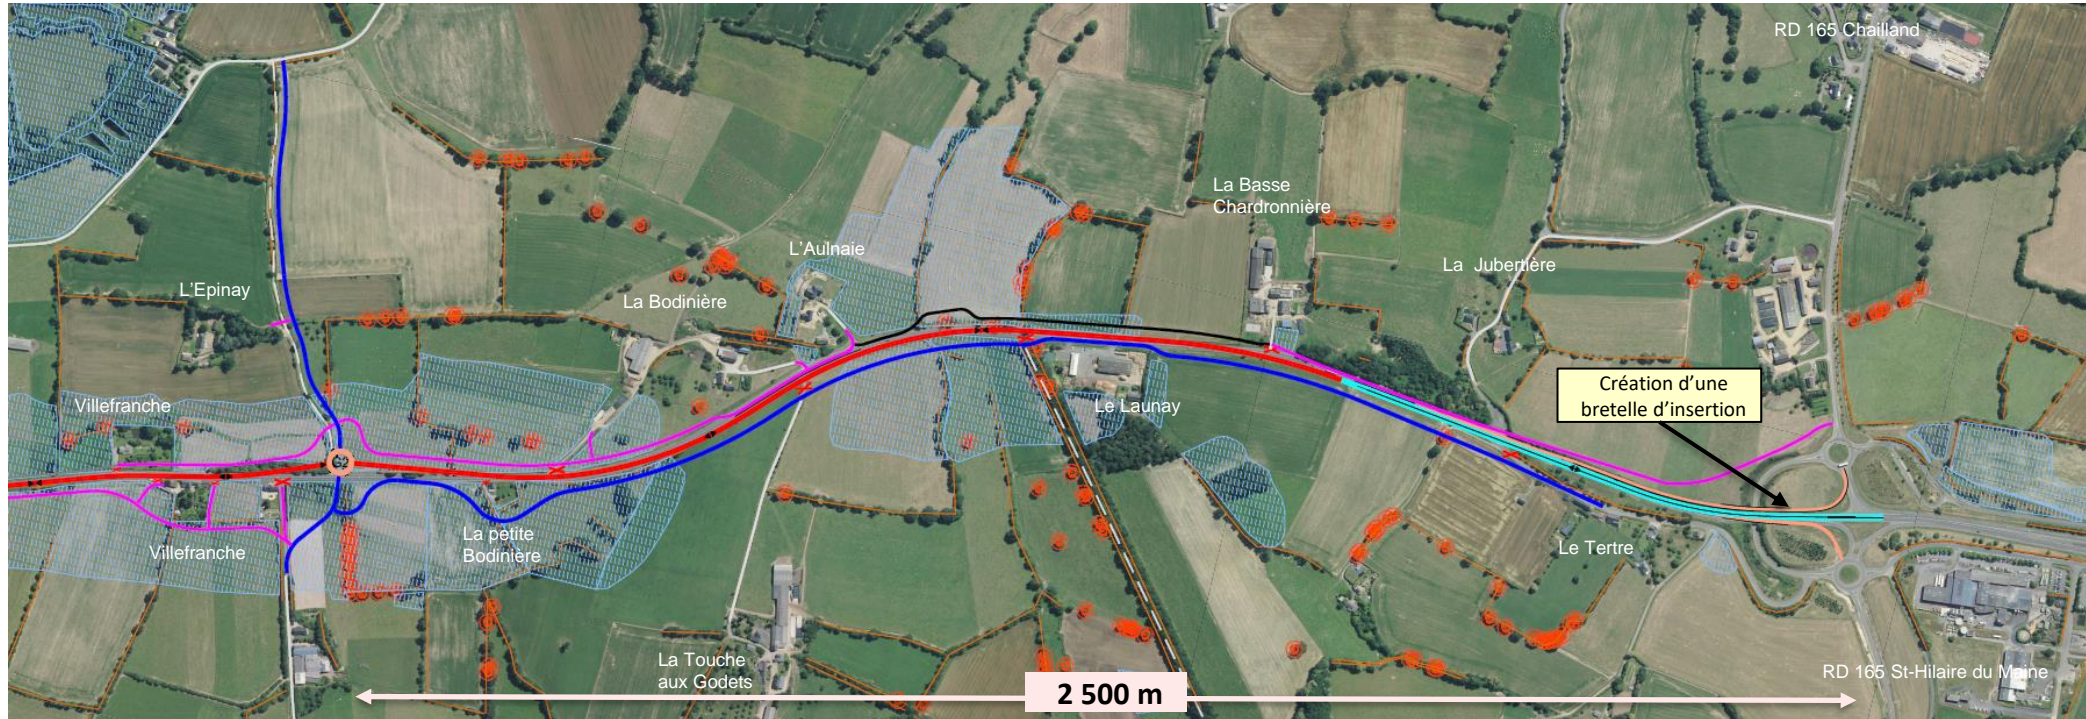 RD 165 Chailland
La Basse
Chardronnière
L'Aulnaie
La Jubertière
L'Epinay
La Bodinière
Création d'une
bretelle d'insertion
Villefranche
Le Launay
G2
La petite
Bodinière
Villefranche
Le Tertre
La Touche
aux Godets
RD 165 St-Hilaire du Maine
2 500 m